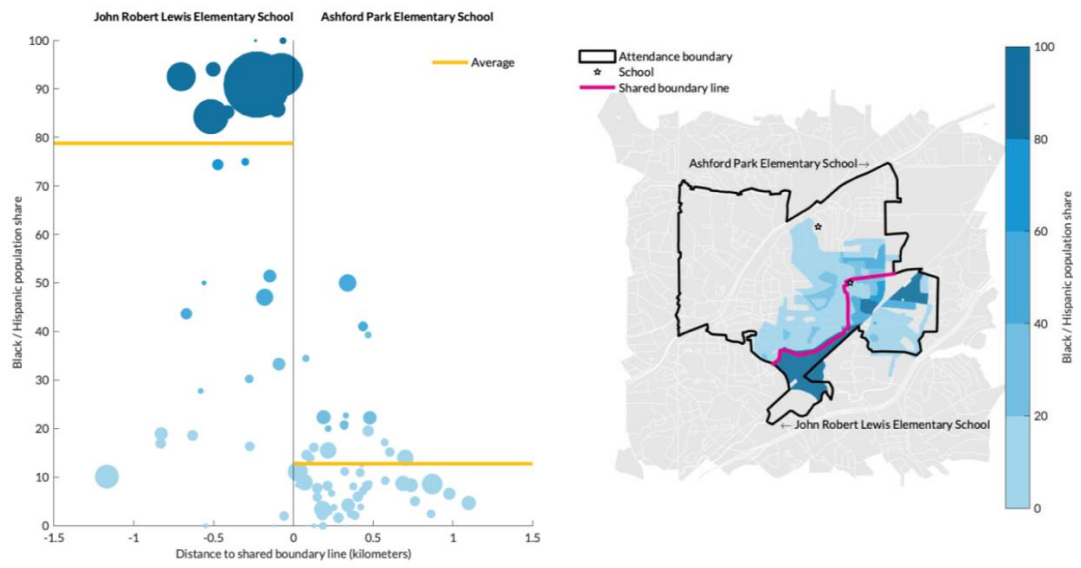 John Robert Lewis Elementary School
Ashford Park Elementary School
100
90
80
70
60
50
40
30
20
10
0
Black / Hispanic population share
-1.5
-1
-0.5
0
0.5
1
1.5
Distance to shared boundary line (kilometers)
Average
Attendance boundary
School
Shared boundary line
Ashford Park Elementary School→
← John Robert Lewis Elementary School
100
80
60
40
20
0
Black / Hispanic population share